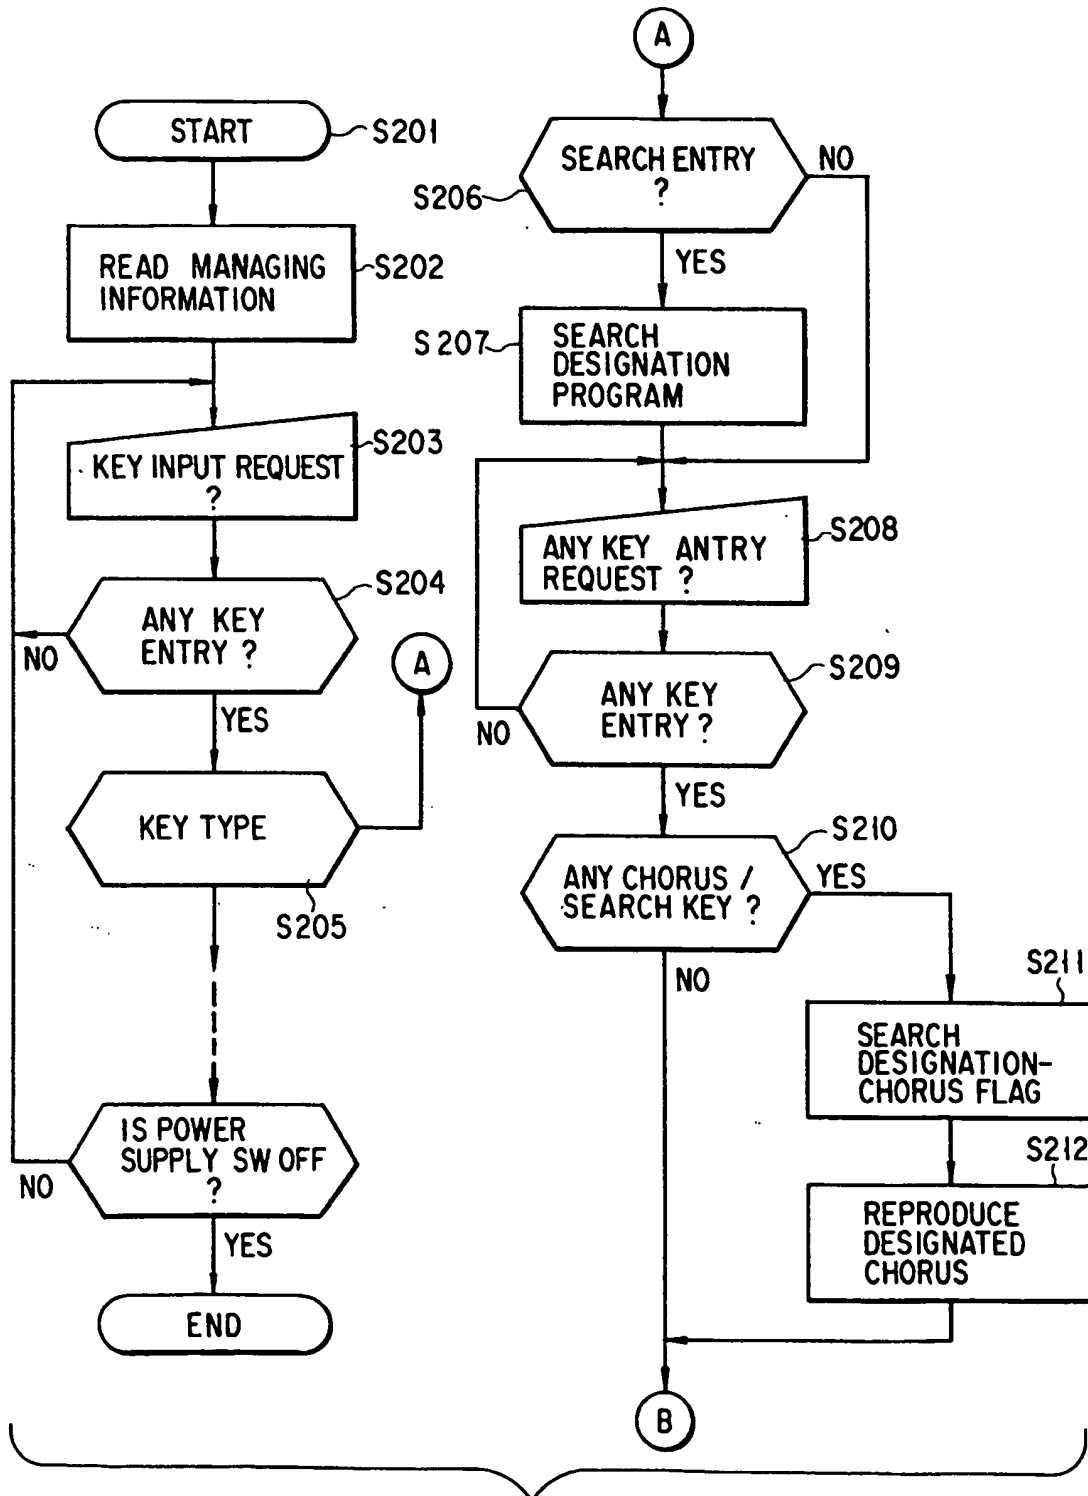 START
S201
READ MANAGING
INFORMATION
S202
KEY INPUT REQUEST
?
S203
ANY KEY
ENTRY ?
S204
NO
YES
KEY TYPE
S205
A
IS POWER
SUPPLY SW OFF
?
NO
YES
END
A
SEARCH ENTRY
?
S206
NO
YES
SEARCH
DESIGNATION
PROGRAM
S207
ANY KEY ANTRY
REQUEST ?
S208
ANY KEY
ENTRY ?
S209
NO
YES
ANY CHORUS /
SEARCH KEY ?
S210
YES
NO
S211
SEARCH
DESIGNATION-
CHORUS FLAG
S212
REPRODUCE
DESIGNATED
CHORUS
B